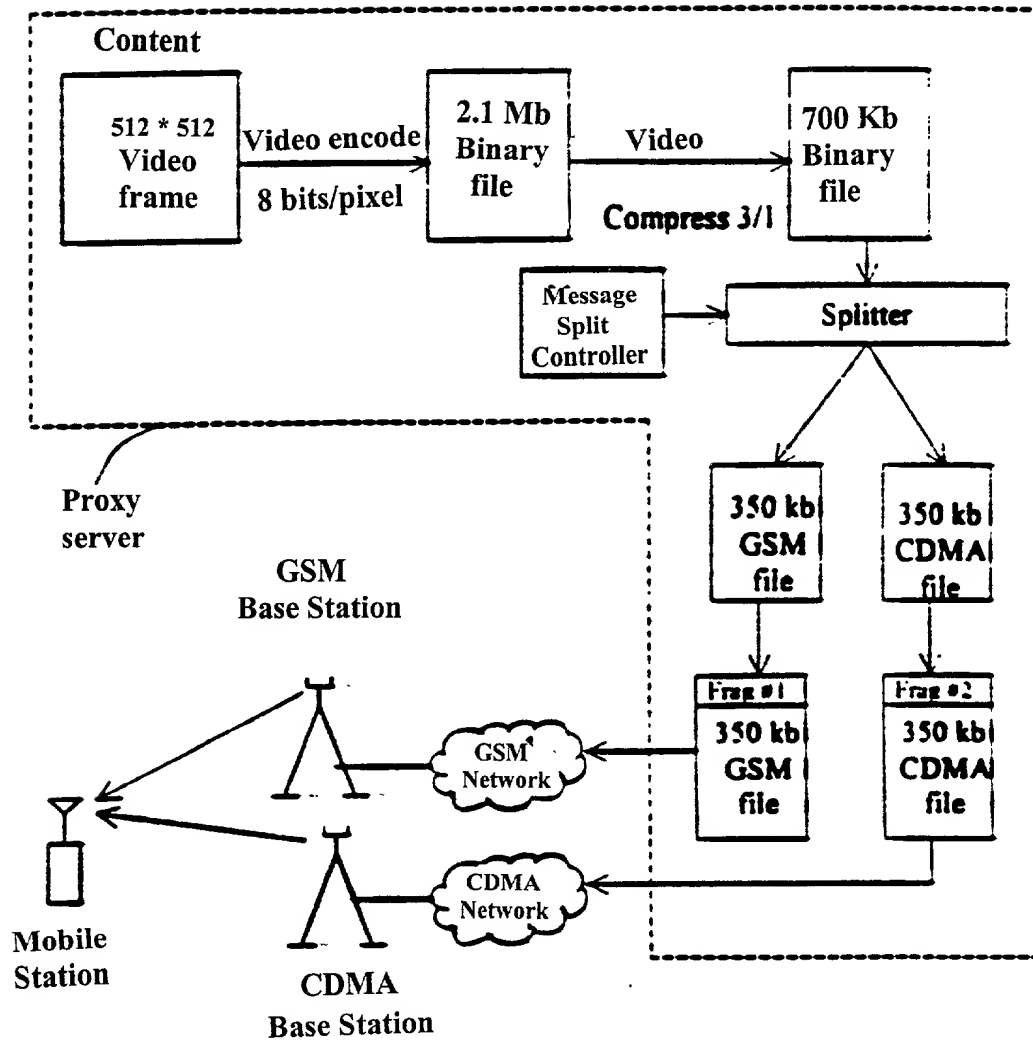 Content
512 * 512
Video
frame
Video encode
8 bits/pixel
2.1 Mb
Binary
file
Video
Compress 3/1
700 Kb
Binary
file
Message
Split
Controller
Splitter
Proxy
server
350 kb
GSM
file
350 kb
CDMA
file
GSM
Base Station
Frag #1
350 kb
GSM
file
Frag #2
350 kb
CDMA
file
GSM
Network
CDMA
Network
Mobile
Station
CDMA
Base Station